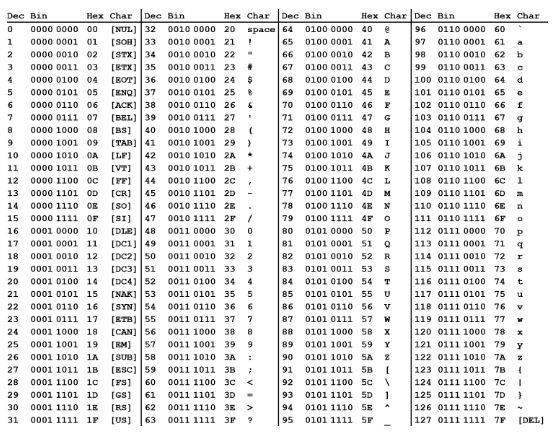 Dec Bin Hex Char Dec Bin Hex Char Dec Bin Hex Char Dec Bin Hex Char
0 0000 0000 00 [NUL] 32 0010 0000 20 space 64 0100 0000 40 @ 96 0110 0000 60 `
1 0000 0001 01 [SOH] 33 0010 0001 21 ! 65 0100 0001 41 A 97 0110 0001 61 a
2 0000 0010 02 [STX] 34 0010 0010 22 " 66 0100 0010 42 B 98 0110 0010 62 b
3 0000 0011 03 [ETX] 35 0010 0011 23 # 67 0100 0011 43 C 99 0110 0011 63 c
4 0000 0100 04 [EOT] 36 0010 0100 24 $ 68 0100 0100 44 D 100 0110 0100 64 d
5 0000 0101 05 [ENQ] 37 0010 0101 25 % 69 0100 0101 45 E 101 0110 0101 65 e
6 0000 0110 06 [ACK] 38 0010 0110 26 & 70 0100 0110 46 F 102 0110 0110 66 f
7 0000 0111 07 [BEL] 39 0010 0111 27 ' 71 0100 0111 47 G 103 0110 0111 67 g
8 0000 1000 08 [BS] 40 0010 1000 28 ( 72 0100 1000 48 H 104 0110 1000 68 h
9 0000 1001 09 [TAB] 41 0010 1001 29 ) 73 0100 1001 49 I 105 0110 1001 69 i
10 0000 1010 0A [LF] 42 0010 1010 2A * 74 0100 1010 4A J 106 0110 1010 6A j
11 0000 1011 0B [VT] 43 0010 1011 2B + 75 0100 1011 4B K 107 0110 1011 6B k
12 0000 1100 0C [FF] 44 0010 1100 2C , 76 0100 1100 4C L 108 0110 1100 6C l
13 0000 1101 0D [CR] 45 0010 1101 2D - 77 0100 1101 4D M 109 0110 1101 6D m
14 0000 1110 0E [SO] 46 0010 1110 2E . 78 0100 1110 4E N 110 0110 1110 6E n
15 0000 1111 0F [SI] 47 0010 1111 2F / 79 0100 1111 4F O 111 0110 1111 6F o
16 0001 0000 10 [DLE] 48 0011 0000 30 0 80 0101 0000 50 P 112 0111 0000 70 p
17 0001 0001 11 [DC1] 49 0011 0001 31 1 81 0101 0001 51 Q 113 0111 0001 71 q
18 0001 0010 12 [DC2] 50 0011 0010 32 2 82 0101 0010 52 R 114 0111 0010 72 r
19 0001 0011 13 [DC3] 51 0011 0011 33 3 83 0101 0011 53 S 115 0111 0011 73 s
20 0001 0100 14 [DC4] 52 0011 0100 34 4 84 0101 0100 54 T 116 0111 0100 74 t
21 0001 0101 15 [NAK] 53 0011 0101 35 5 85 0101 0101 55 U 117 0111 0101 75 u
22 0001 0110 16 [SYN] 54 0011 0110 36 6 86 0101 0110 56 V 118 0111 0110 76 v
23 0001 0111 17 [ETB] 55 0011 0111 37 7 87 0101 0111 57 W 119 0111 0111 77 w
24 0001 1000 18 [CAN] 56 0011 1000 38 8 88 0101 1000 58 X 120 0111 1000 78 x
25 0001 1001 19 [EM] 57 0011 1001 39 9 89 0101 1001 59 Y 121 0111 1001 79 y
26 0001 1010 1A [SUB] 58 0011 1010 3A : 90 0101 1010 5A Z 122 0111 1010 7A z
27 0001 1011 1B [ESC] 59 0011 1011 3B ; 91 0101 1011 5B [ 123 0111 1011 7B {
28 0001 1100 1C [FS] 60 0011 1100 3C < 92 0101 1100 5C \ 124 0111 1100 7C |
29 0001 1101 1D [GS] 61 0011 1101 3D = 93 0101 1101 5D ] 125 0111 1101 7D }
30 0001 1110 1E [RS] 62 0011 1110 3E > 94 0101 1110 5E ^ 126 0111 1110 7E ~
31 0001 1111 1F [US] 63 0011 1111 3F ? 95 0101 1111 5F _ 127 0111 1111 7F [DEL]